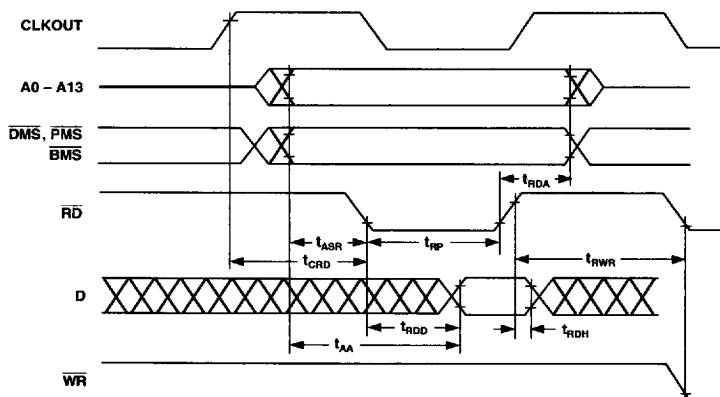 CLKOUT
A0 – A13
DMS, PMS
BMS
tRDA
RD
tASR
tRP
tCRD
tRWR
D
tRDD
tRDH
tAA
WR